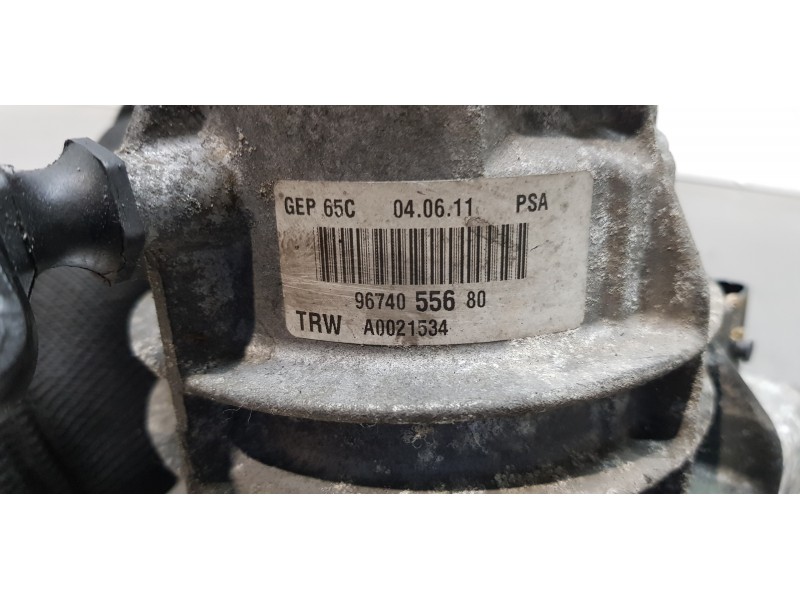 GEP 65C 04.06.11 PSA
96740 556 80
TRW A0021534